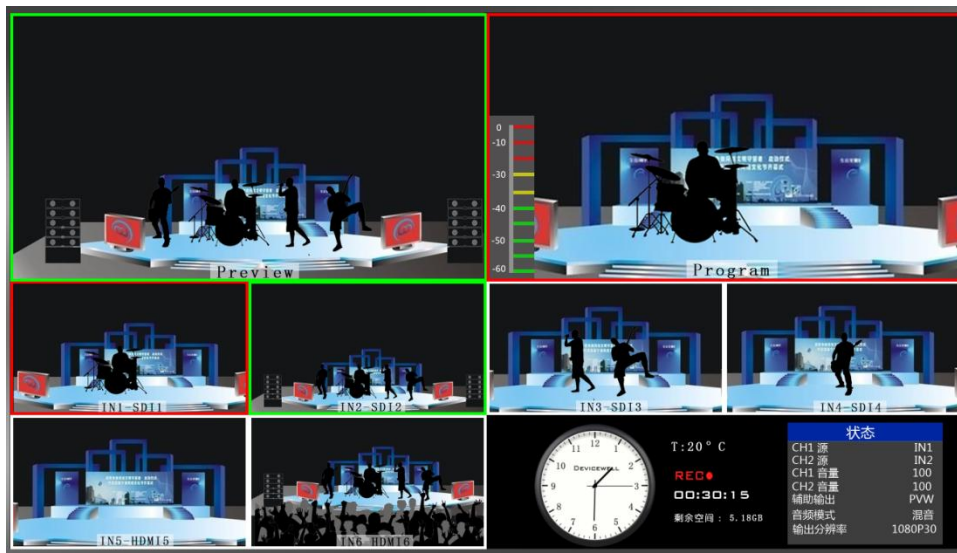 Preview
Program
0
-10
-30
-40
-50
-60
IN1-SDI1
IN2-SDI2
IN3-SDI3
IN4-SDI4
IN5-HDMI5
IN6-HDMI6
12
1
2
3
4
5
6
7
8
9
10
11
DEVICEWELL
T:20°C
REC
00:30:15
剩余空间： 5.18GB
状态
CH1 源 IN1
CH2 源 IN2
CH1 音量 100
CH2 音量 100
辅助输出 PVW
音频模式 混音
输出分辨率 1080P30